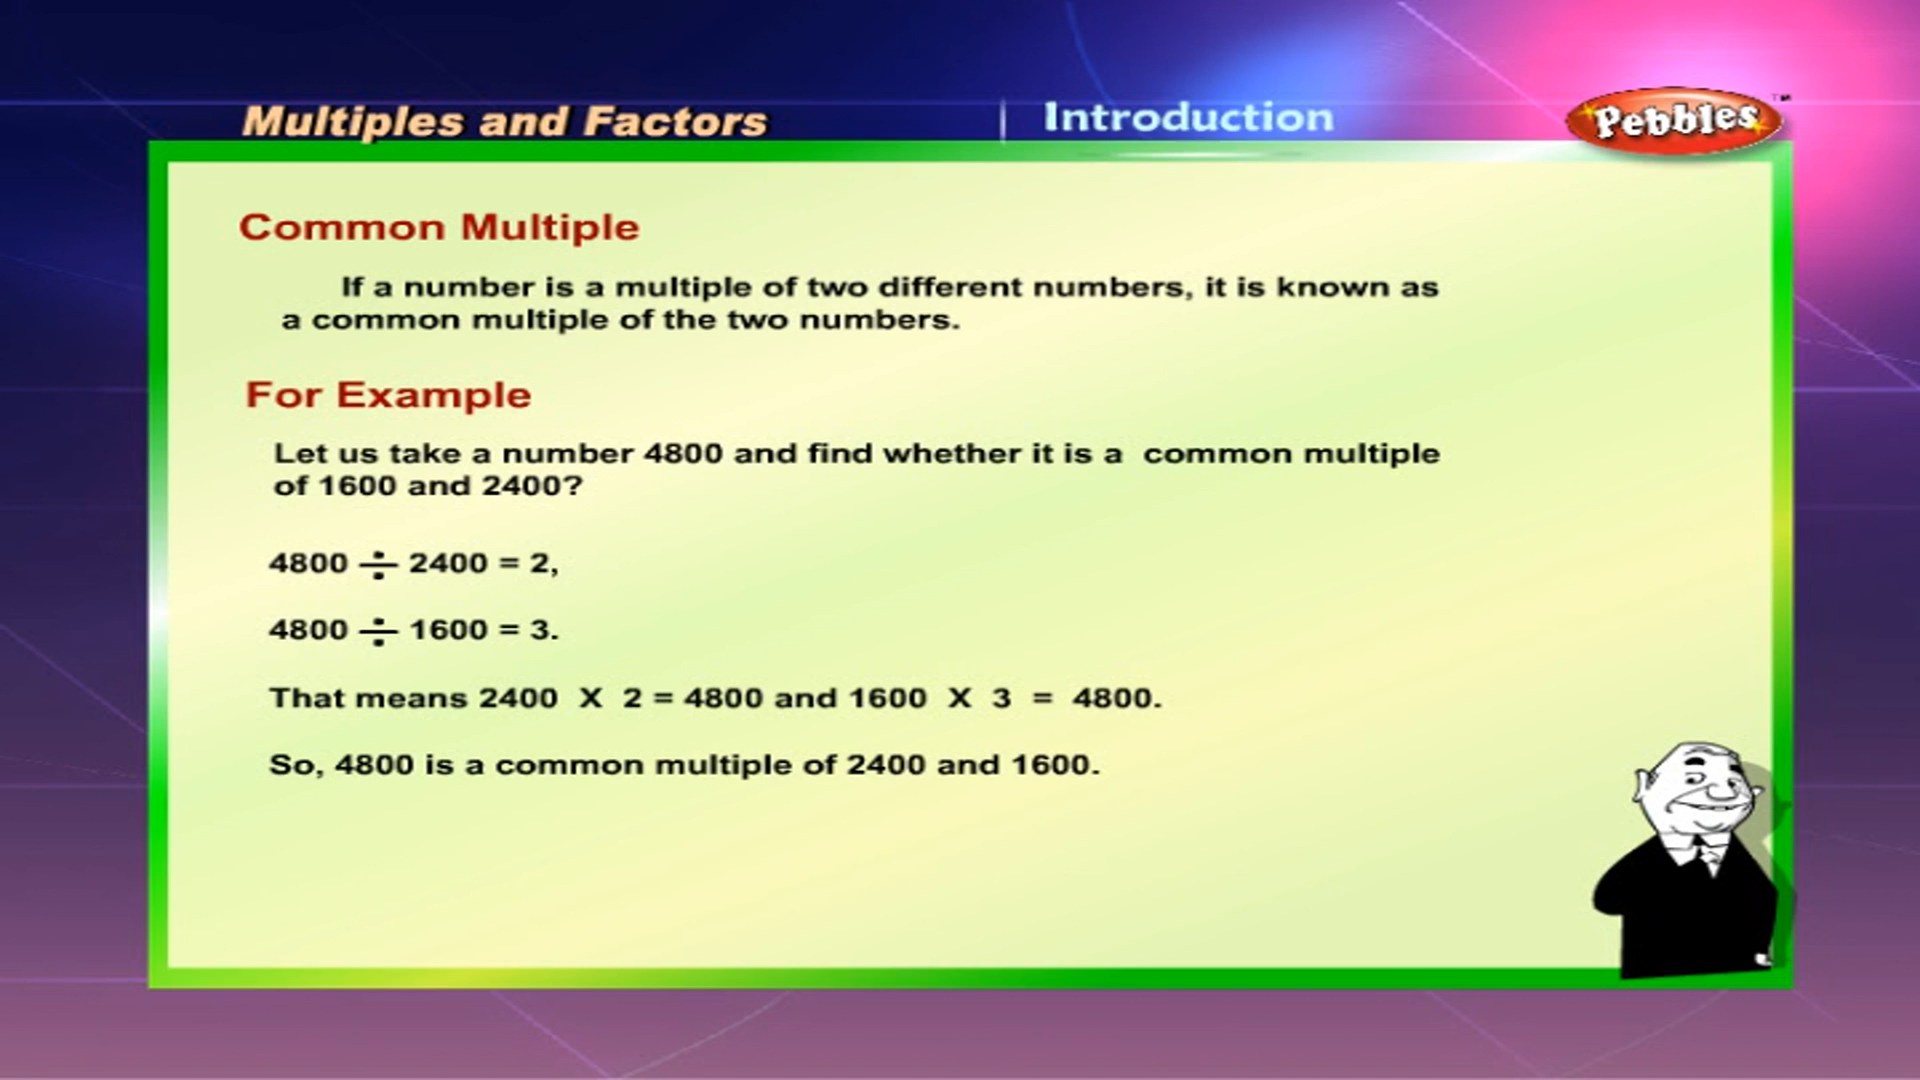 Multiples and Factors
Introduction
Pebbles™
Common Multiple
If a number is a multiple of two different numbers, it is known as
a common multiple of the two numbers.
For Example
Let us take a number 4800 and find whether it is a common multiple
of 1600 and 2400?
4800 ÷ 2400 = 2,
4800 ÷ 1600 = 3.
That means 2400 X 2 = 4800 and 1600 X 3 = 4800.
So, 4800 is a common multiple of 2400 and 1600.